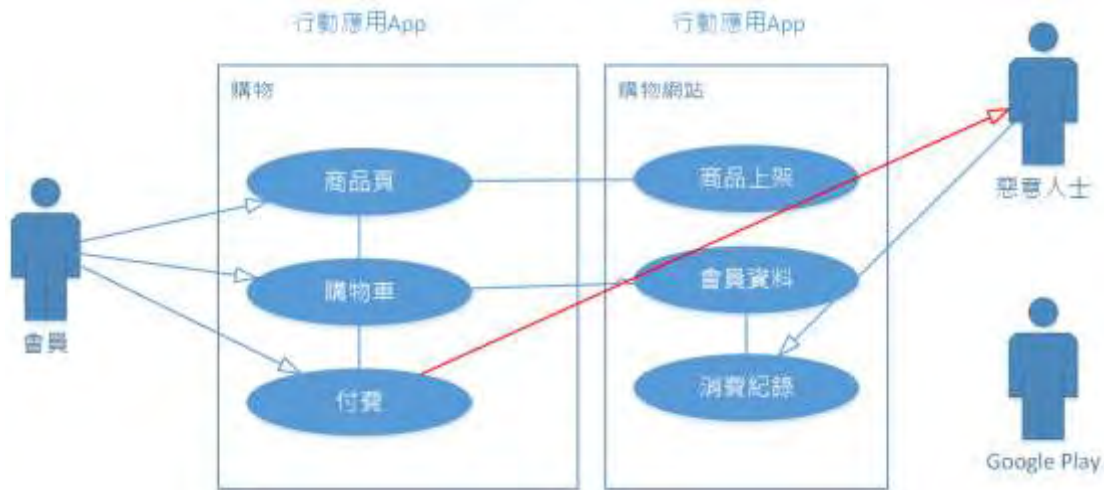 行動應用App
行動應用App
購物
購物網站
商品頁
商品上架
惡意人士
購物車
會員資料
會員
付費
消費紀錄
Google Play